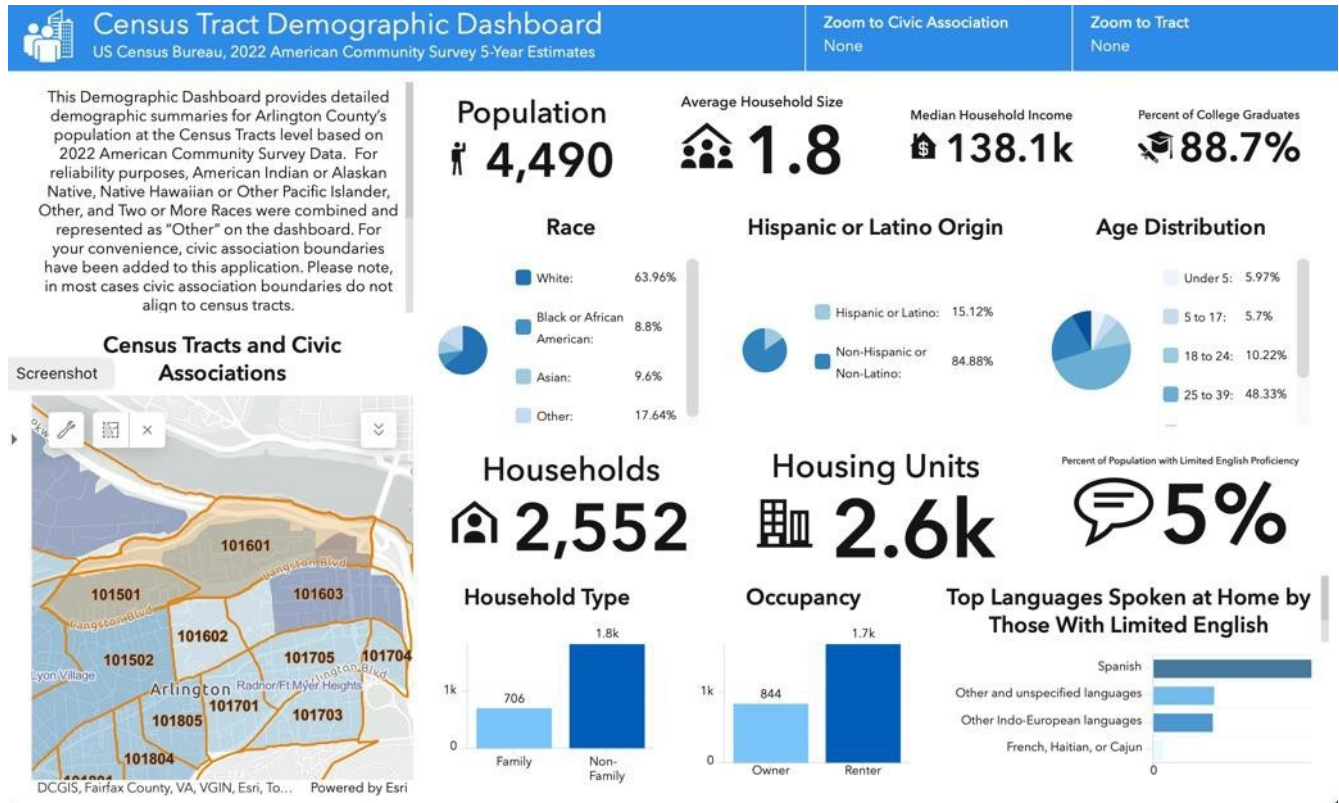 Census Tract Demographic Dashboard
US Census Bureau, 2022 American Community Survey 5-Year Estimates
Zoom to Civic Association
None
Zoom to Tract
None
This Demographic Dashboard provides detailed
demographic summaries for Arlington County's
population at the Census Tracts level based on
2022 American Community Survey Data. For
reliability purposes, American Indian or Alaskan
Native, Native Hawaiian or Other Pacific Islander,
Other, and Two or More Races were combined and
represented as "Other" on the dashboard. For
your convenience, civic association boundaries
have been added to this application. Please note,
in most cases civic association boundaries do not
align to census tracts.
Population
4,490
Average Household Size
1.8
Median Household Income
$
138.1k
Percent of College Graduates
88.7%
Race
White: 63.96%
Black or African
American: 8.8%
Asian: 9.6%
Other: 17.64%
Hispanic or Latino Origin
Hispanic or Latino: 15.12%
Non-Hispanic or
Non-Latino: 84.88%
Age Distribution
Under 5: 5.97%
5 to 17: 5.7%
18 to 24: 10.22%
25 to 39: 48.33%
Census Tracts and Civic
Associations
Screenshot
101601
Langston Blvd
101501
101603
Langston Blvd
101602
101502
101705
101704
Lyon Village
Arlington Blvd
Arlington
Radnor/Ft.Myer Heights
101701
101703
101805
101804
DCGIS, Fairfax County, VA, VGIN, Esri, To...
Powered by Esri
Households
2,552
Housing Units
2.6k
Percent of Population with Limited English Proficiency
5%
Household Type
1.8k
1k
706
0
Family
Non-
Family
Occupancy
1.7k
1k
844
0
Owner
Renter
Top Languages Spoken at Home by
Those With Limited English
Spanish
Other and unspecified languages
Other Indo-European languages
French, Haitian, or Cajun
0